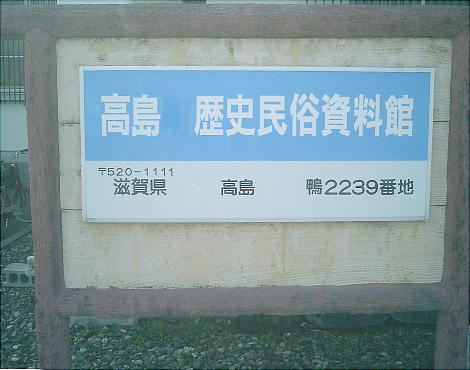 高島町 歴史民俗資料館
〒520-1111
滋賀県 高島 鴨2239番地